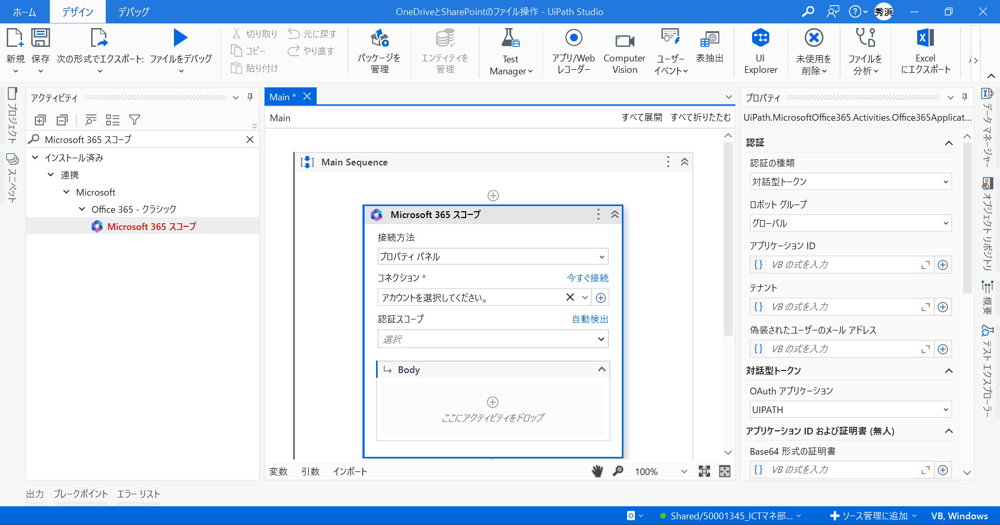 ホーム
デザイン
デバッグ
OneDriveとSharePointのファイル操作 - UiPath Studio
秀浜
新規
保存
次の形式でエクスポート:
ファイルをデバッグ
切り取り
コピー
貼り付け
元に戻す
やり直す
パッケージを
管理
エンティティを
管理
Test
Manager
アプリ/Web
レコーダー
Computer
Vision
ユーザー
イベント
表抽出
UI
Explorer
未使用を
削除
ファイルを
分析
Excel
にエクスポート
プロジェクト
スニペット
アクティビティ
Microsoft 365 スコープ
インストール済み
連携
Microsoft
Office 365 - クラシック
Microsoft 365 スコープ
Main *
Main
すべて展開
すべて折りたたむ
Main Sequence
Microsoft 365 スコープ
接続方法
プロパティ パネル
コネクション *
今すぐ接続
アカウントを選択してください。
認証スコープ
自動検出
選択
Body
ここにアクティビティをドロップ
変数
引数
インポート
100%
プロパティ
UiPath.MicrosoftOffice365.Activities.Office365Applicat...
認証
認証の種類
対話型トークン
ロボット グループ
グローバル
アプリケーション ID
VB の式を入力
テナント
VB の式を入力
偽装されたユーザーのメール アドレス
VB の式を入力
対話型トークン
OAuth アプリケーション
UIPATH
アプリケーション ID および証明書 (無人)
Base64 形式の証明書
VB の式を入力
データ マネージャー
オブジェクト リポジトリ
概要
テスト エクスプローラー
出力
ブレークポイント
エラー リスト
Shared/50001345_ICTマネ部...
ソース管理に追加
VB, Windows